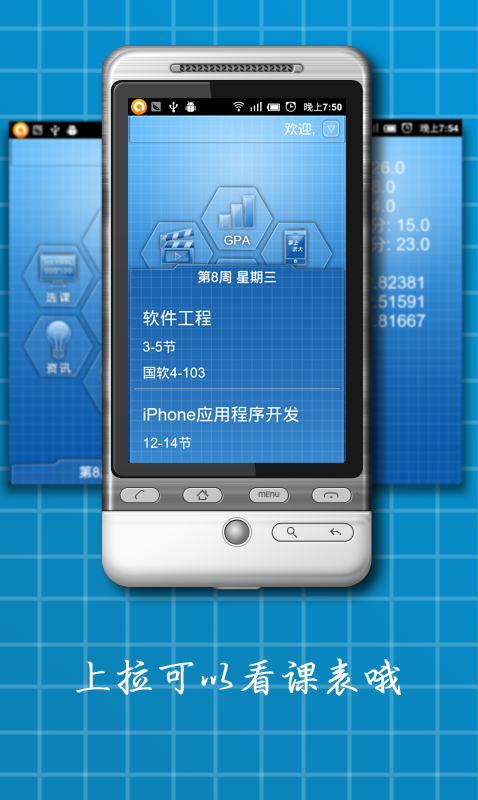 晚上7:50
欢迎,
GPA
掌上
武大
第8周 星期三
软件工程
3-5节
国软4-103
iPhone应用程序开发
12-14节
menu
选课
资讯
第8
晚上7:54
26.0
.0
.0
分: 15.0
分: 23.0
.82381
.51591
.81667
上拉可以看课表哦